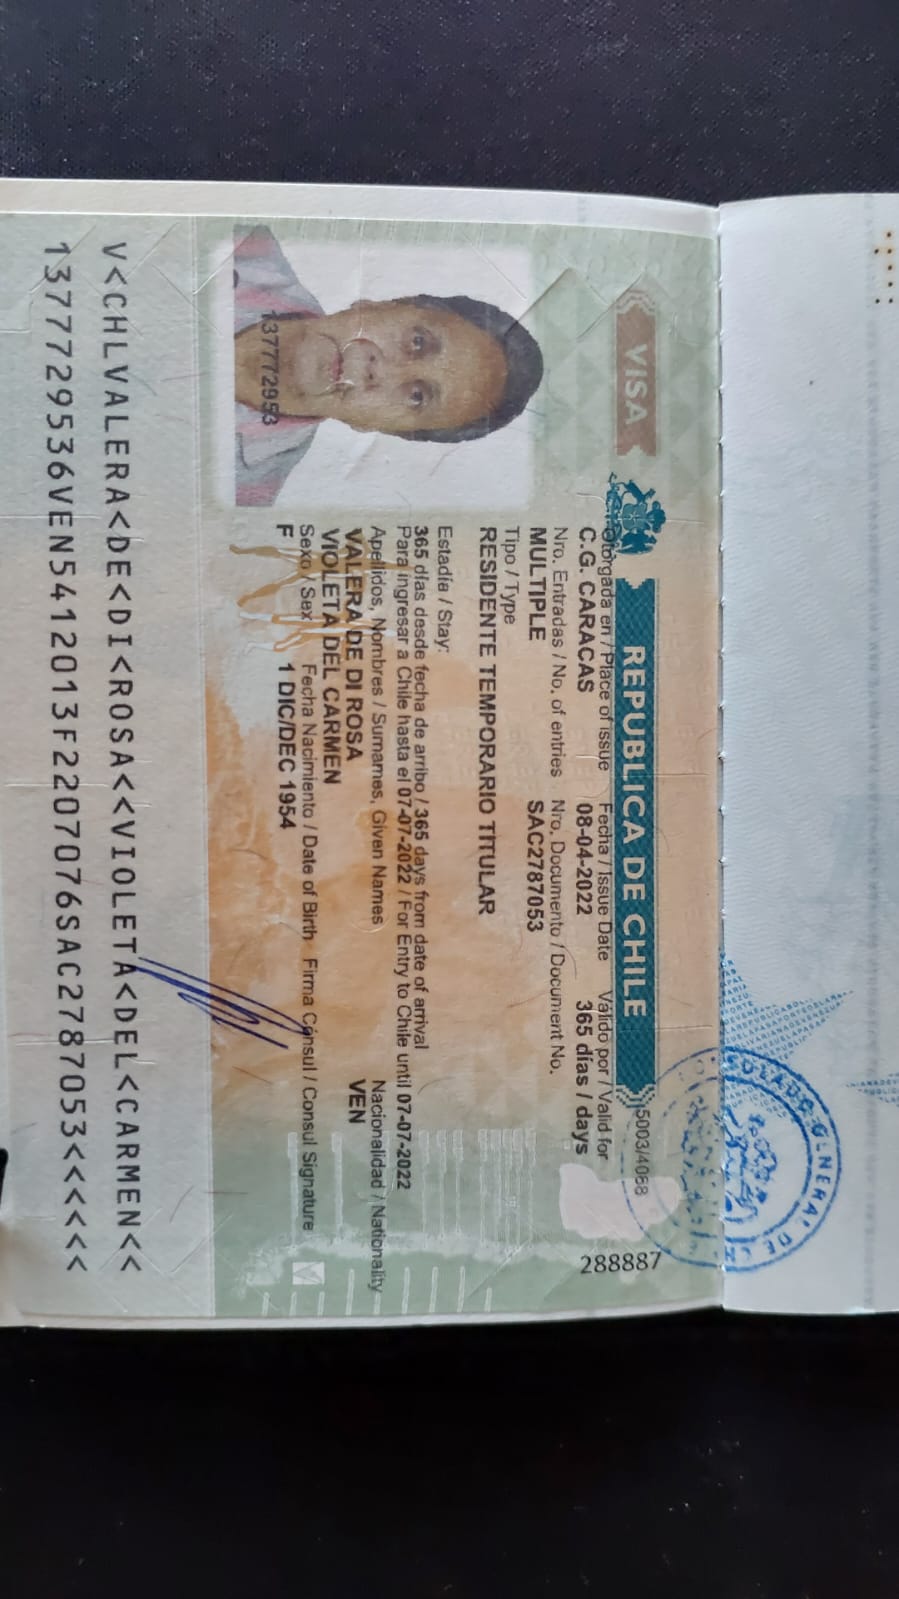 CONSULADO GENERAL DE CHILE
VISA
REPUBLICA DE CHILE
5003/4088
288887
Otorgada en / Place of issue Fecha / Issue Date Válido por / Valid for
C.G. CARACAS 08-04-2022 365 días / days
Nro. Entradas / No. of entries Nro. Documento / Document No.
MULTIPLE SAC2787053
Tipo / Type
RESIDENTE TEMPORARIO TITULAR
Estadía / Stay:
365 días desde fecha de arribo / 365 days from date of arrival
Para ingresar a Chile hasta el 07-07-2022 / For Entry to Chile until 07-07-2022
Apellidos, Nombres / Surnames, Given Names Nacionalidad / Nationality
VALERA DE DI ROSA VEN
VIOLETA DEL CARMEN
Sexo / Sex Fecha Nacimiento / Date of Birth Firma Cónsul / Consul Signature
F 1 DIC/DEC 1954
137772953
V<CHLVALERA<DE<DI<ROSA<<VIOLETA<DEL<CARMEN<<
1377729536VEN5412013F2207076SAC2787053<<<<<<